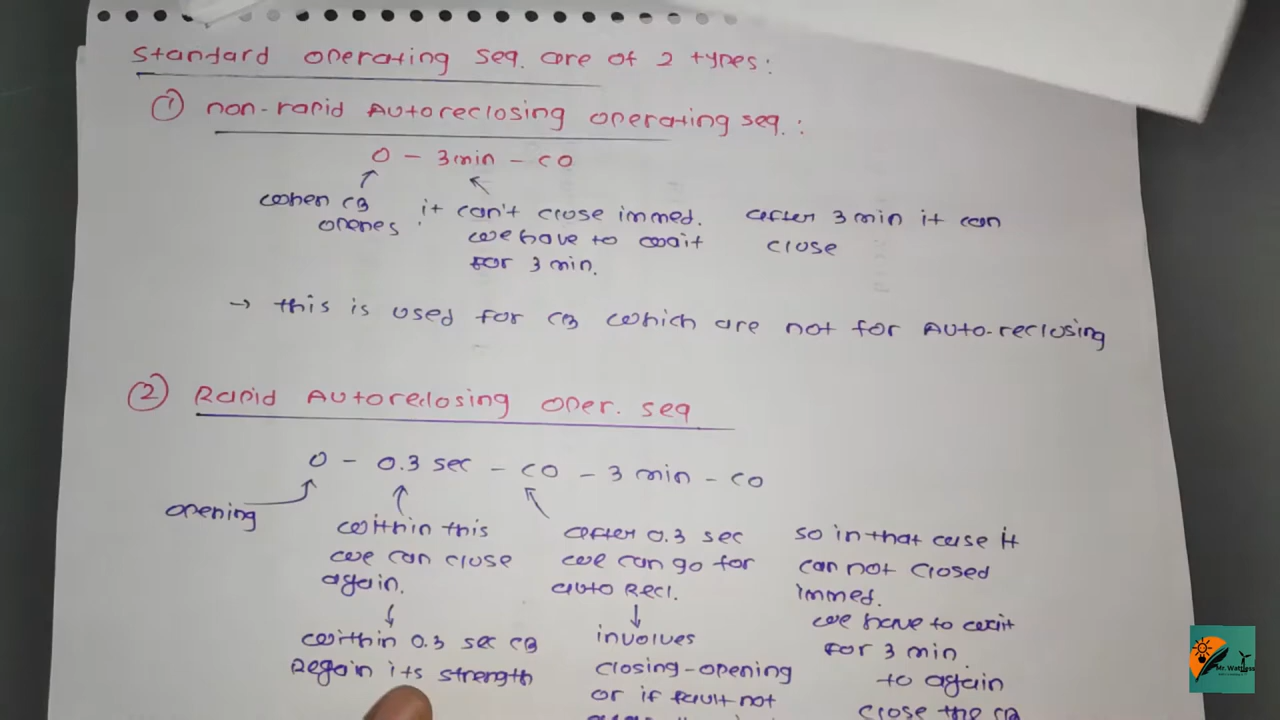 Standard operating seq. are of 2 types:
① non-rapid Autoreclosing operating seq.:
O - 3min - CO
when CB
openes
it can't close immed.
we have to wait
for 3 min.
after 3 min it can
close
→ this is used for CB which are not for Auto-reclosing
② Rapid Autoreclosing oper. seq
O - 0.3 sec - CO - 3 min - CO
opening
within this
we can close
again.
within 0.3 sec CB
Regain its strength
after 0.3 sec
we can go for
auto recl.
involves
closing-opening
or if fault not
so in that case it
can not closed
immed.
we have to wait
for 3 min.
to again
close the CB
Mr. Wattgee